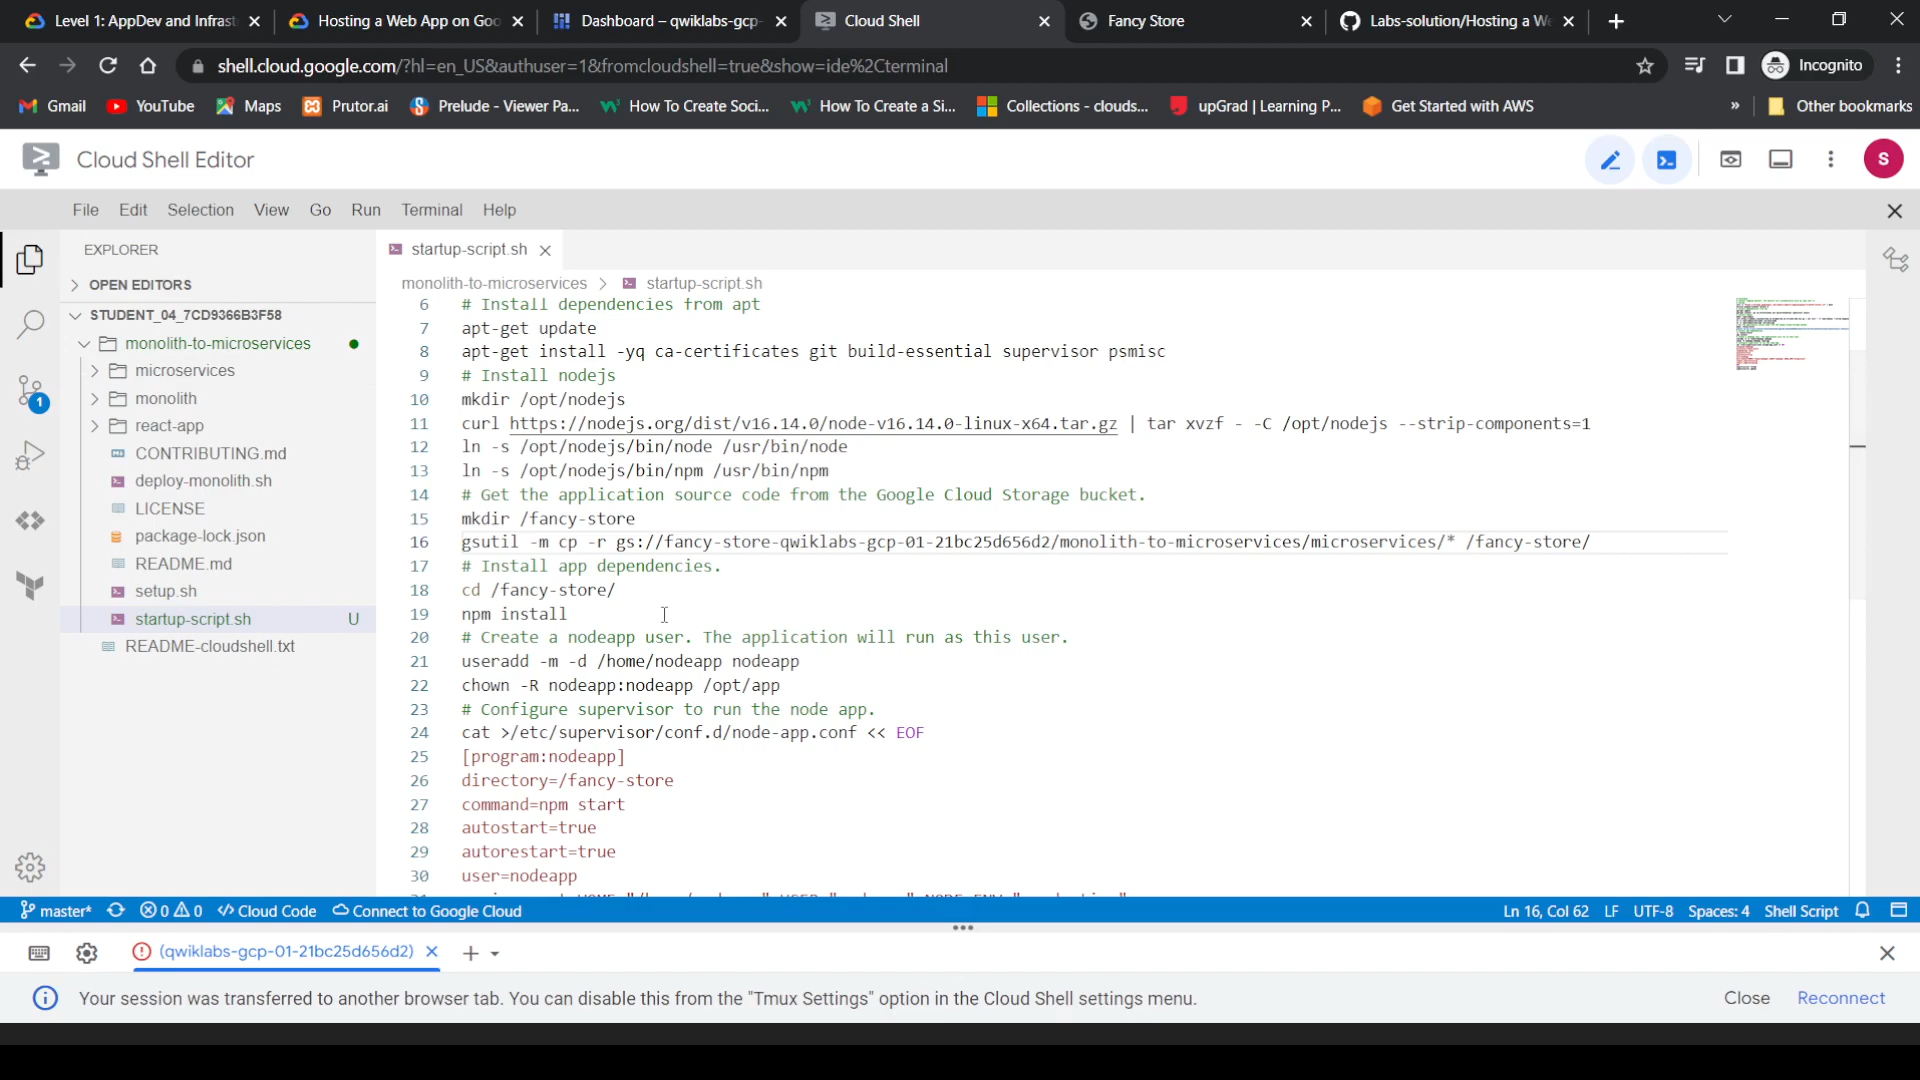 Level 1: AppDev and Infrast
Hosting a Web App on Goo
Dashboard – qwiklabs-gcp-
Cloud Shell
Fancy Store
Labs-solution/Hosting a We
shell.cloud.google.com/?hl=en_US&authuser=1&fromcloudshell=true&show=ide%2Cterminal
Incognito
Gmail
YouTube
Maps
Prutor.ai
Prelude - Viewer Pa...
How To Create Soci...
How To Create a Si...
Collections - clouds...
upGrad | Learning P...
Get Started with AWS
»
Other bookmarks
Cloud Shell Editor
S
File Edit Selection View Go Run Terminal Help
EXPLORER
OPEN EDITORS
STUDENT_04_7CD9366B3F58
monolith-to-microservices
microservices
monolith
react-app
CONTRIBUTING.md
deploy-monolith.sh
LICENSE
package-lock.json
README.md
setup.sh
startup-script.sh U
README-cloudshell.txt
1
startup-script.sh
monolith-to-microservices > startup-script.sh
6 # Install dependencies from apt
7 apt-get update
8 apt-get install -yq ca-certificates git build-essential supervisor psmisc
9 # Install nodejs
10 mkdir /opt/nodejs
11 curl https://nodejs.org/dist/v16.14.0/node-v16.14.0-linux-x64.tar.gz | tar xvzf - -C /opt/nodejs --strip-components=1
12 ln -s /opt/nodejs/bin/node /usr/bin/node
13 ln -s /opt/nodejs/bin/npm /usr/bin/npm
14 # Get the application source code from the Google Cloud Storage bucket.
15 mkdir /fancy-store
16 gsutil -m cp -r gs://fancy-store-qwiklabs-gcp-01-21bc25d656d2/monolith-to-microservices/microservices/* /fancy-store/
17 # Install app dependencies.
18 cd /fancy-store/
19 npm install
20 # Create a nodeapp user. The application will run as this user.
21 useradd -m -d /home/nodeapp nodeapp
22 chown -R nodeapp:nodeapp /opt/app
23 # Configure supervisor to run the node app.
24 cat >/etc/supervisor/conf.d/node-app.conf << EOF
25 [program:nodeapp]
26 directory=/fancy-store
27 command=npm start
28 autostart=true
29 autorestart=true
30 user=nodeapp
master* 0 0 Cloud Code Connect to Google Cloud
Ln 16, Col 62 LF UTF-8 Spaces: 4 Shell Script
(qwiklabs-gcp-01-21bc25d656d2)
Your session was transferred to another browser tab. You can disable this from the "Tmux Settings" option in the Cloud Shell settings menu.
Close Reconnect